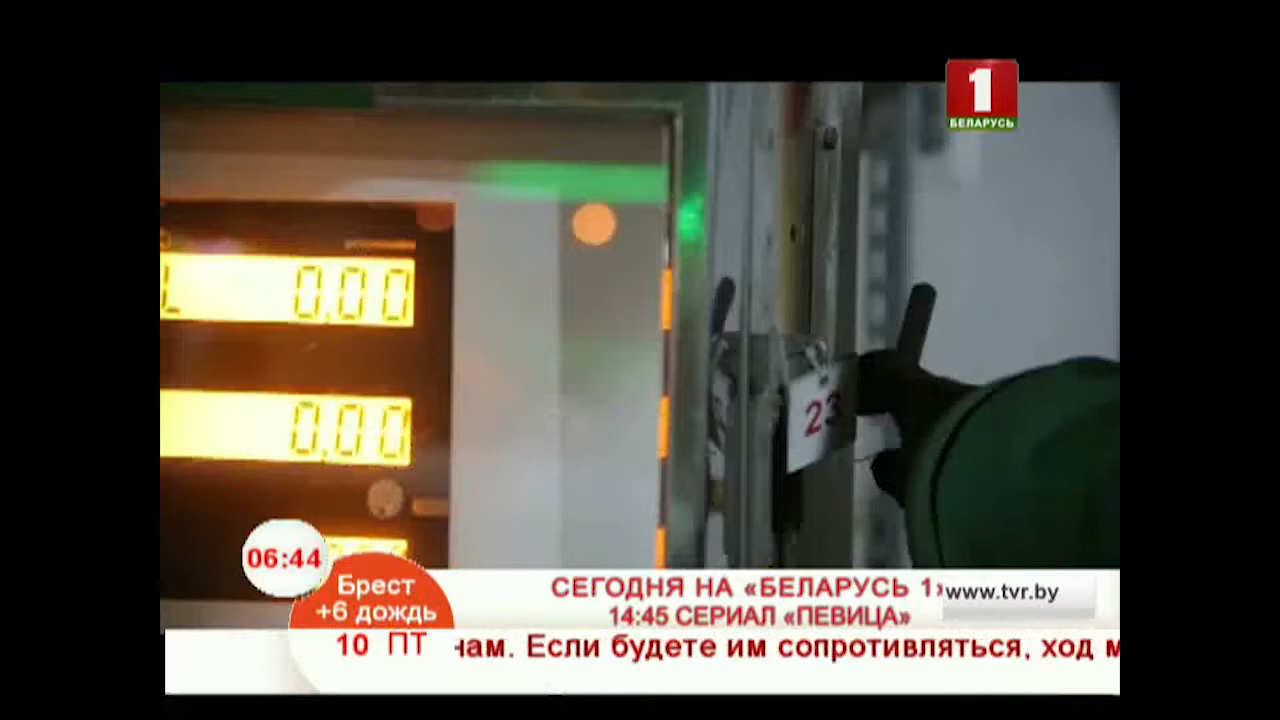 1
БЕЛАРУСЬ
0,00
0,00
23
06:44
Брест
+6 дождь
СЕГОДНЯ НА «БЕЛАРУСЬ 1»
14:45 СЕРИАЛ «ПЕВИЦА»
www.tvr.by
10 ПТ
нам. Если будете им сопротивляться, ход